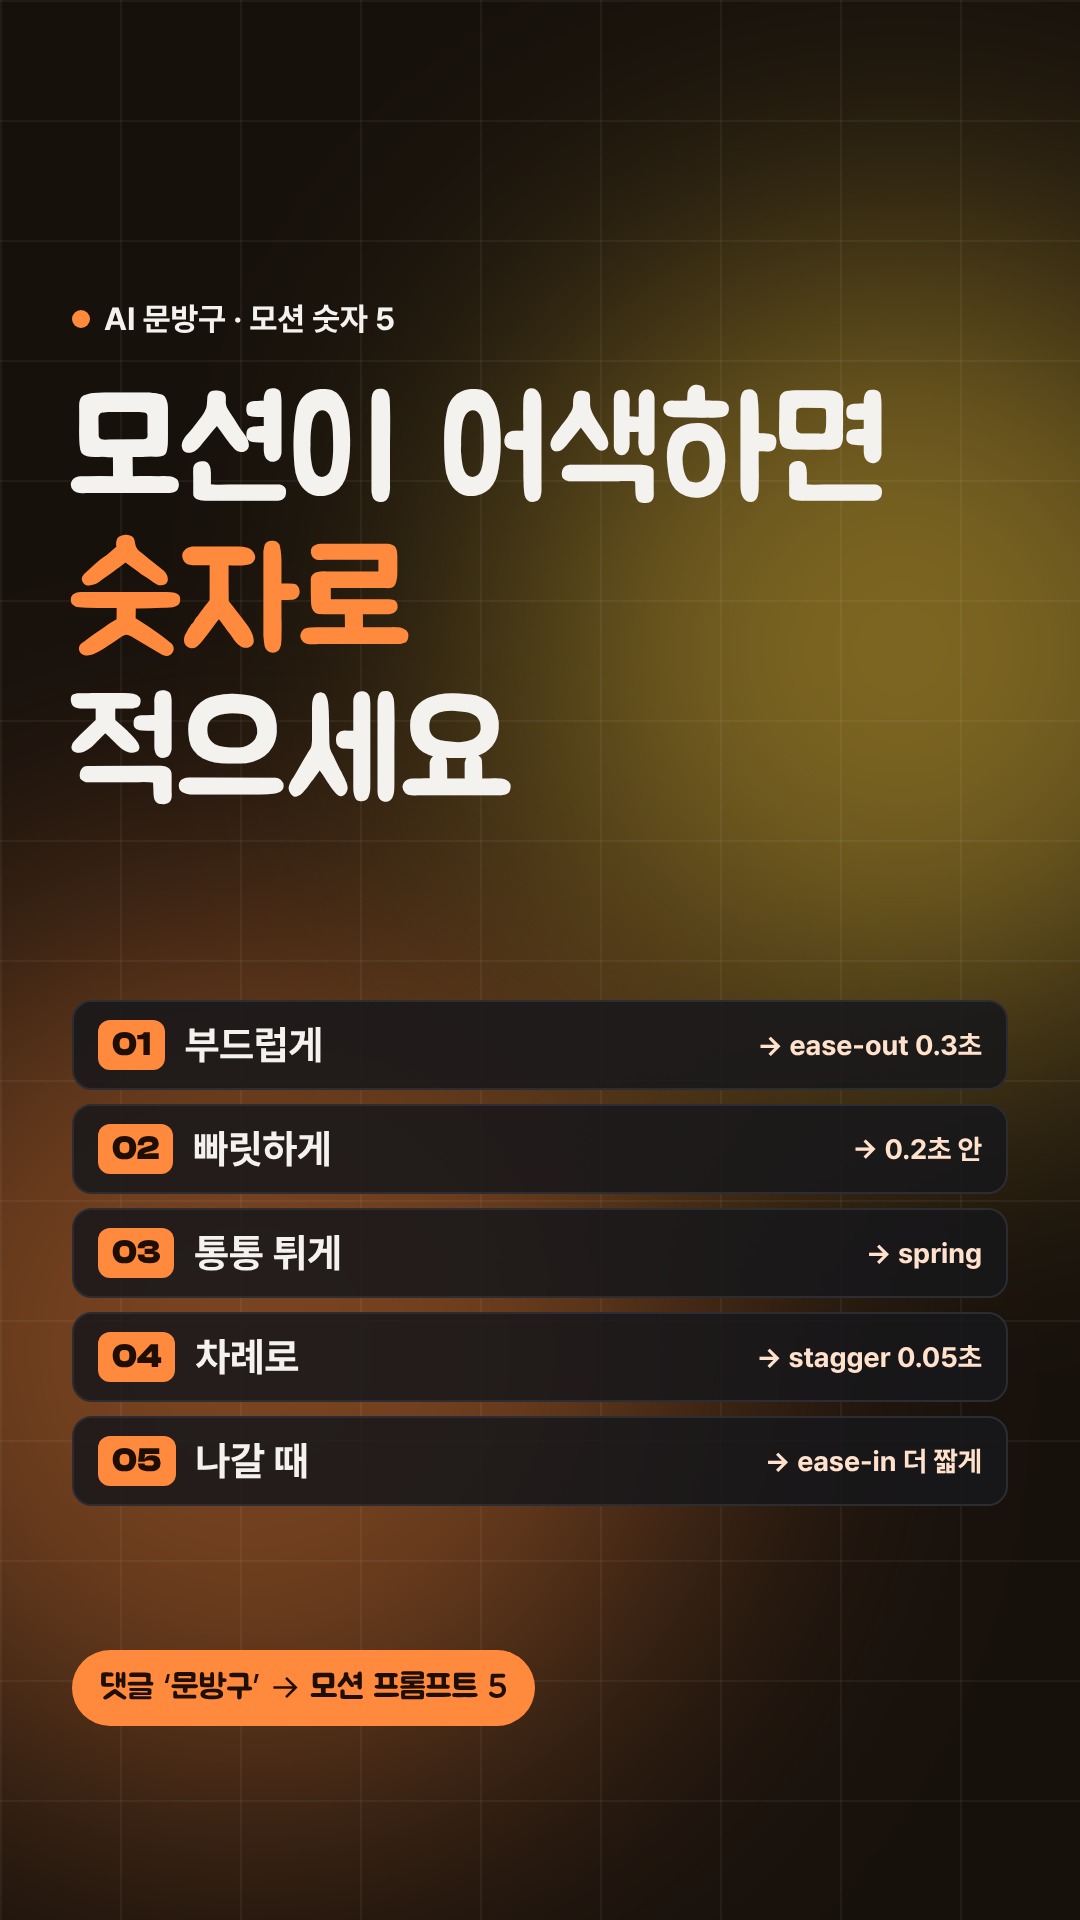 AI 문방구 · 모션 숫자 5
모션이 어색하면
숫자로
적으세요
01 부드럽게 → ease-out 0.3초
02 빠릿하게 → 0.2초 안
03 통통 튀게 → spring
04 차례로 → stagger 0.05초
05 나갈 때 → ease-in 더 짧게
댓글 ‘문방구’ → 모션 프롬프트 5